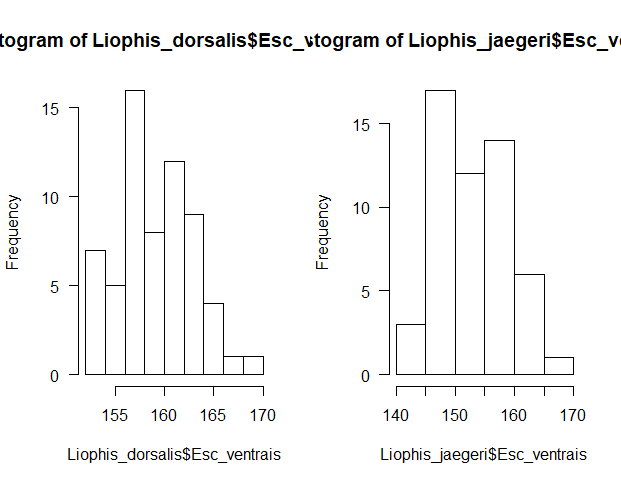 togram of Liophis_dorsalis$Esc_v
togram of Liophis_jaegeri$Esc_ve
Frequency
0
5
10
15
155
160
165
170
Liophis_dorsalis$Esc_ventrais
Frequency
0
5
10
15
140
150
160
170
Liophis_jaegeri$Esc_ventrais